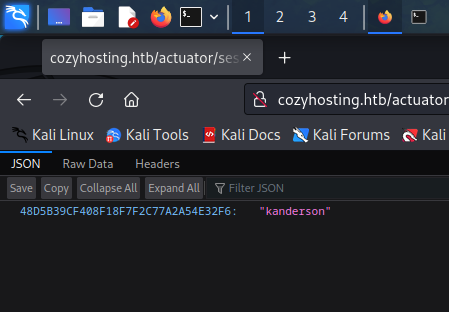 1 2 3 4
cozyhosting.htb/actuator/ses
cozyhosting.htb/actuator
Kali Linux Kali Tools Kali Docs Kali Forums Kali
JSON Raw Data Headers
Save Copy Collapse All Expand All Filter JSON
48D5B39CF408F18F7F2C77A2A54E32F6: "kanderson"